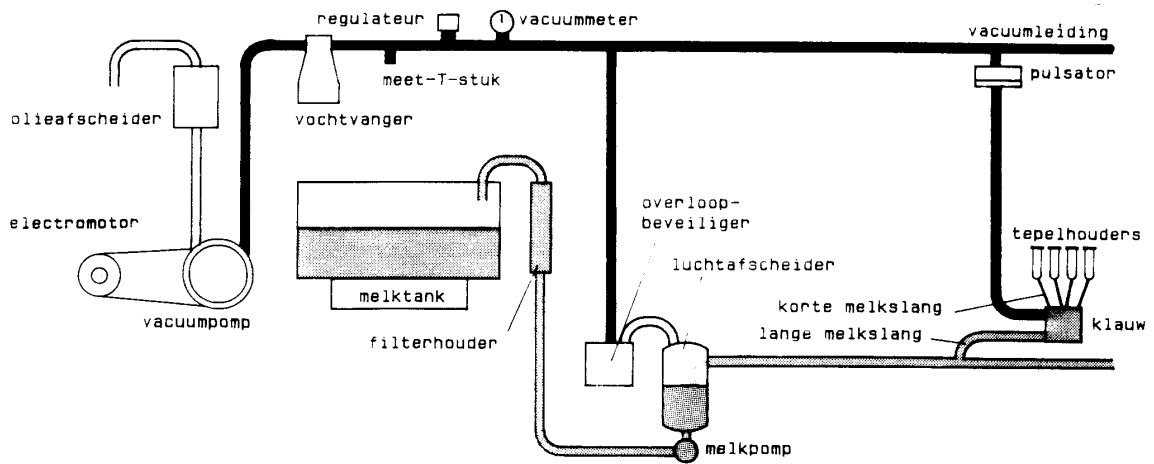 regulateur
vacuummeter
vacuumleiding
meet-T-stuk
pulsator
olieafscheider
vochtvanger
overloop-
beveiliger
electromotor
tepelhouders
luchtafscheider
melktank
korte melkslang
vacuumpomp
klauw
filterhouder
lange melkslang
melkpomp